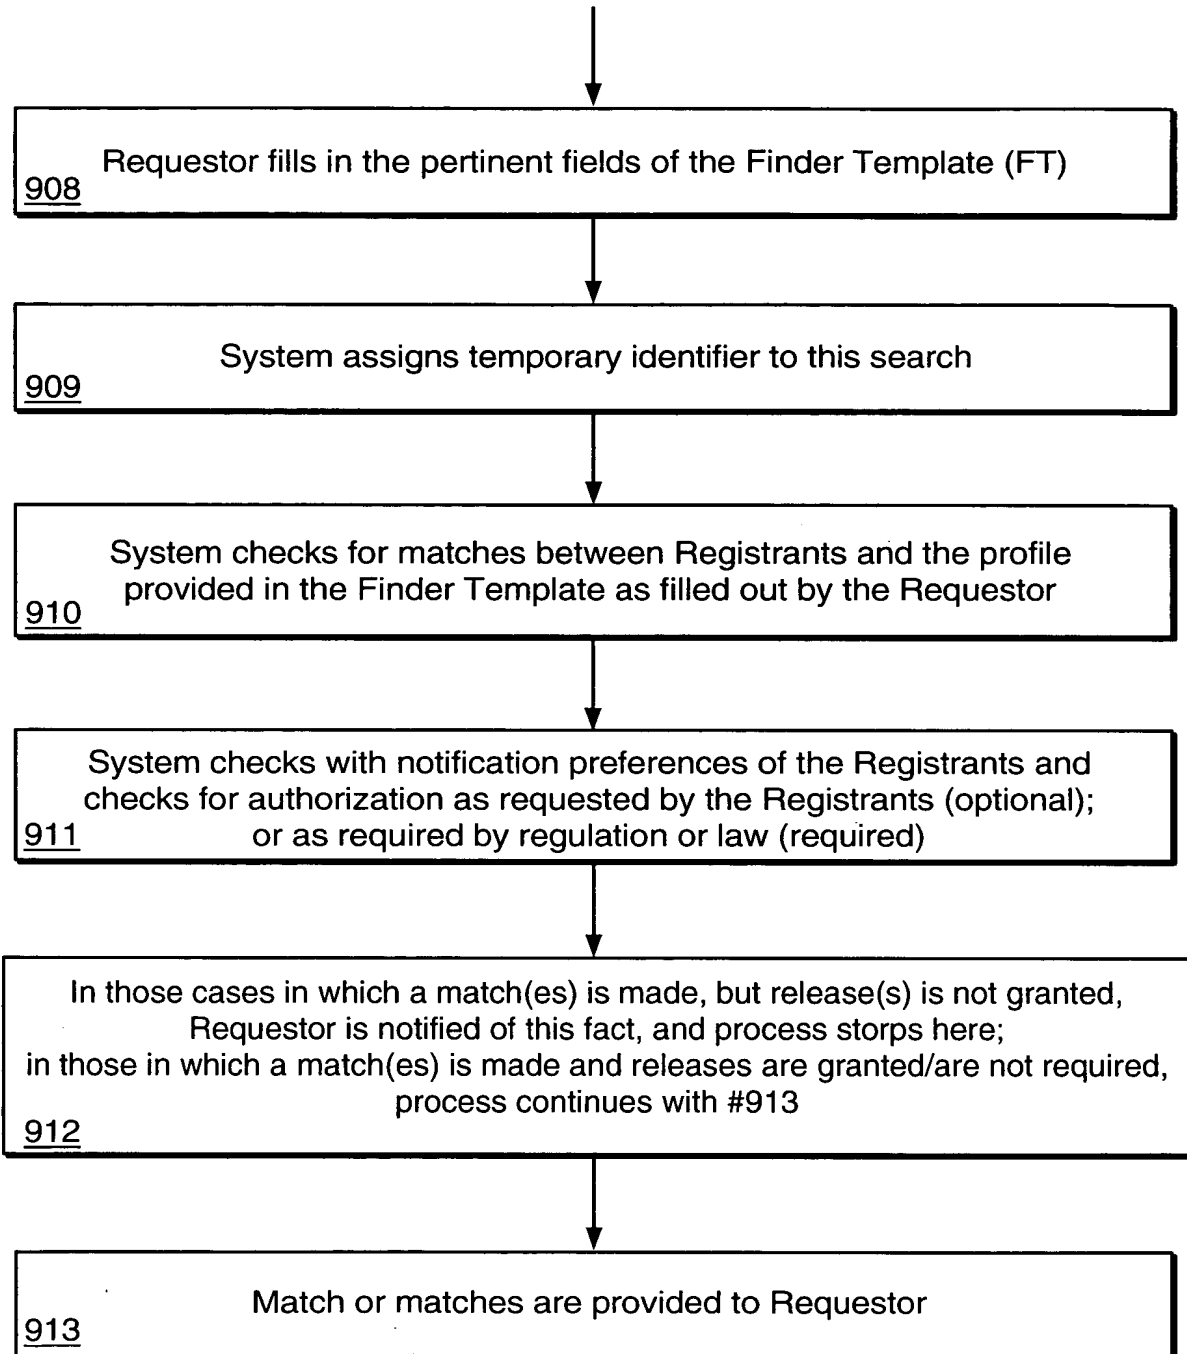 Requestor fills in the pertinent fields of the Finder Template (FT)
908
System assigns temporary identifier to this search
909
System checks for matches between Registrants and the profile
provided in the Finder Template as filled out by the Requestor
910
System checks with notification preferences of the Registrants and
checks for authorization as requested by the Registrants (optional);
or as required by regulation or law (required)
911
In those cases in which a match(es) is made, but release(s) is not granted,
Requestor is notified of this fact, and process storps here;
in those in which a match(es) is made and releases are granted/are not required,
process continues with #913
912
Match or matches are provided to Requestor
913